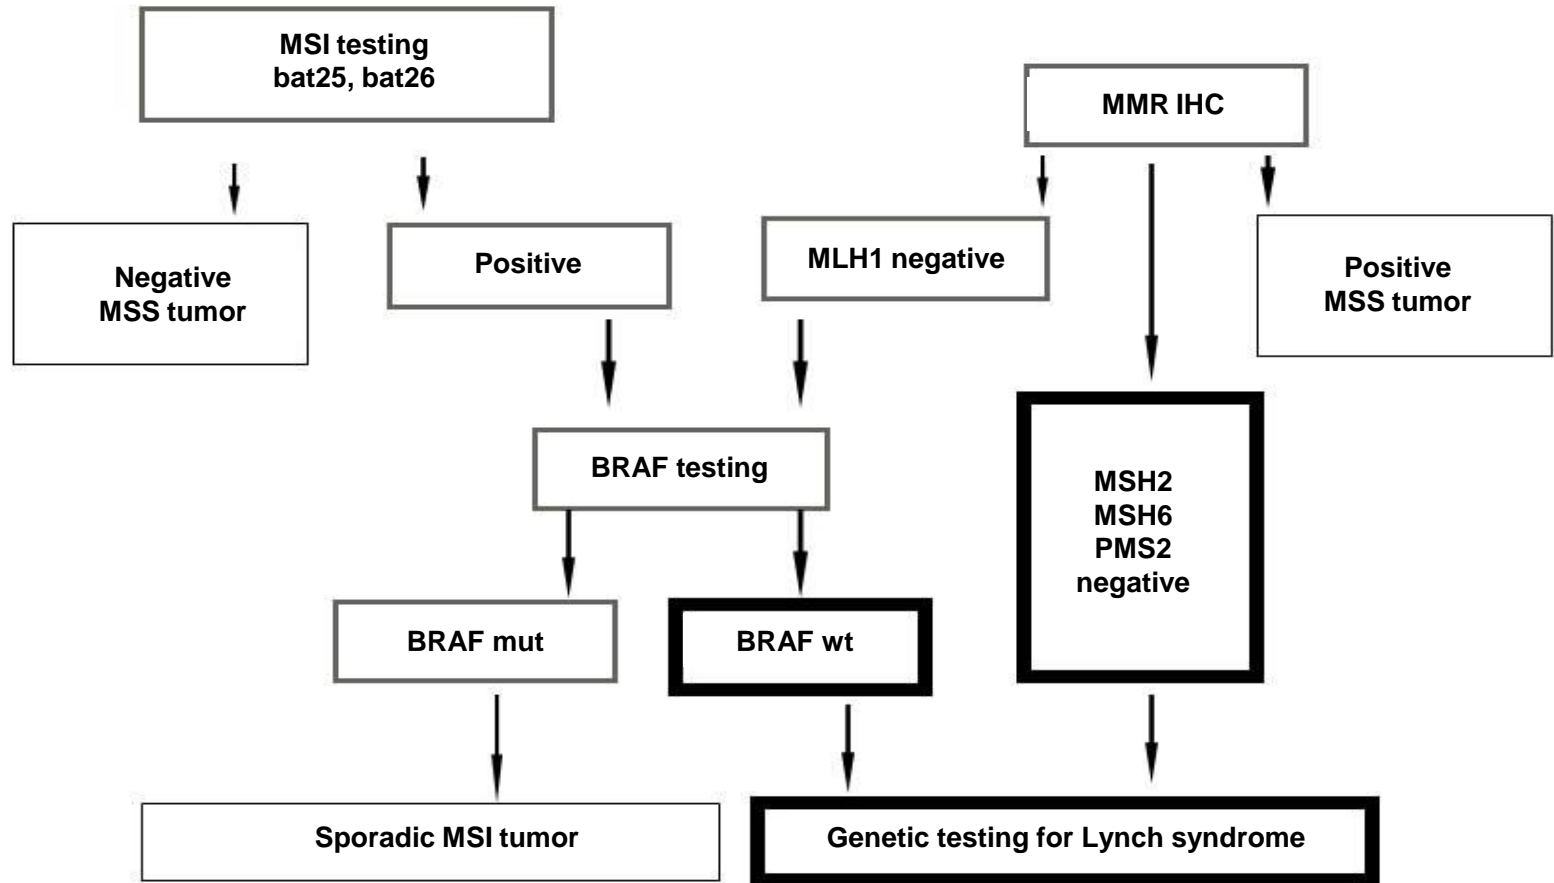 MSI testing
bat25, bat26
MMR IHC
Negative
MSS tumor
Positive
MLH1 negative
Positive
MSS tumor
BRAF testing
MSH2
MSH6
PMS2
negative
BRAF mut
BRAF wt
Sporadic MSI tumor
Genetic testing for Lynch syndrome